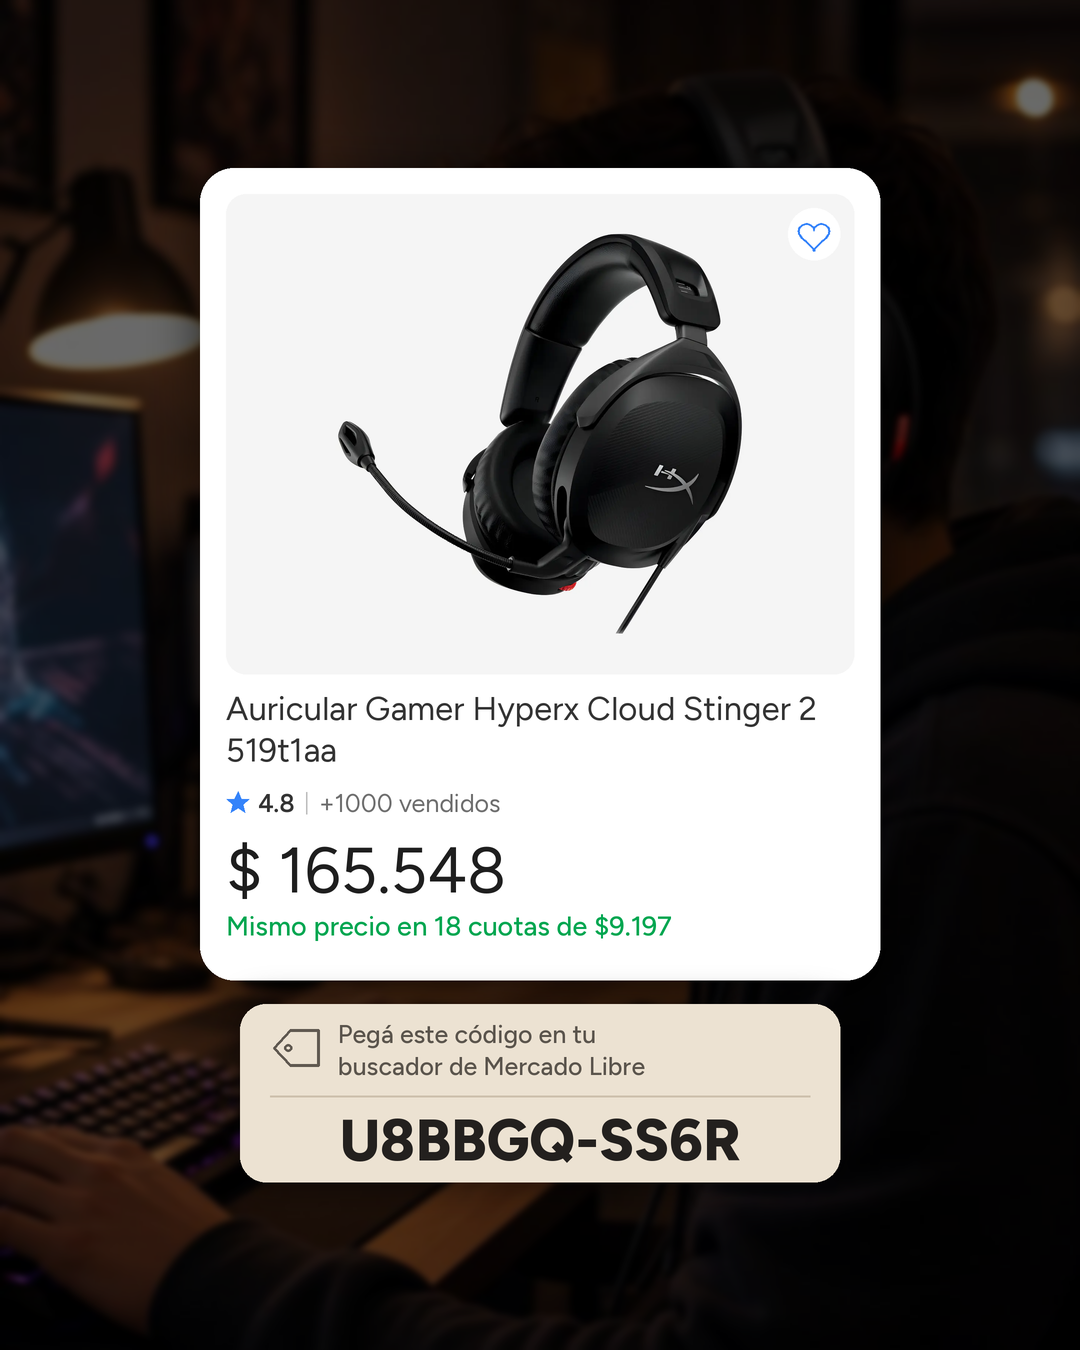 HX
Auricular Gamer Hyperx Cloud Stinger 2
519t1aa
4.8 | +1000 vendidos
$ 165.548
Mismo precio en 18 cuotas de $9.197
Pegá este código en tu
buscador de Mercado Libre
U8BBGQ-SS6R